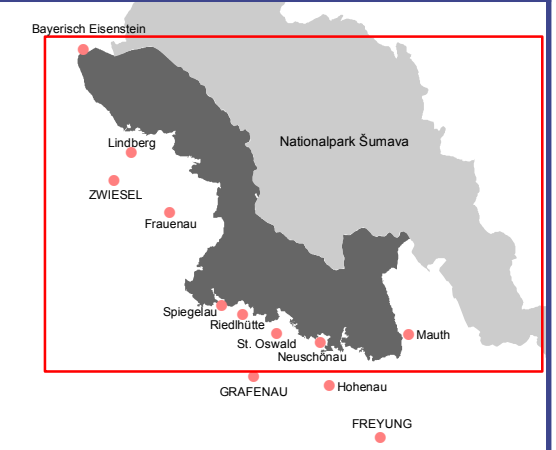 Bayerisch Eisenstein
Nationalpark Šumava
Lindberg
ZWIESEL
Frauenau
Spiegelau
Riedlhütte
St. Oswald
Mauth
Neuschönau
Hohenau
GRAFENAU
FREYUNG